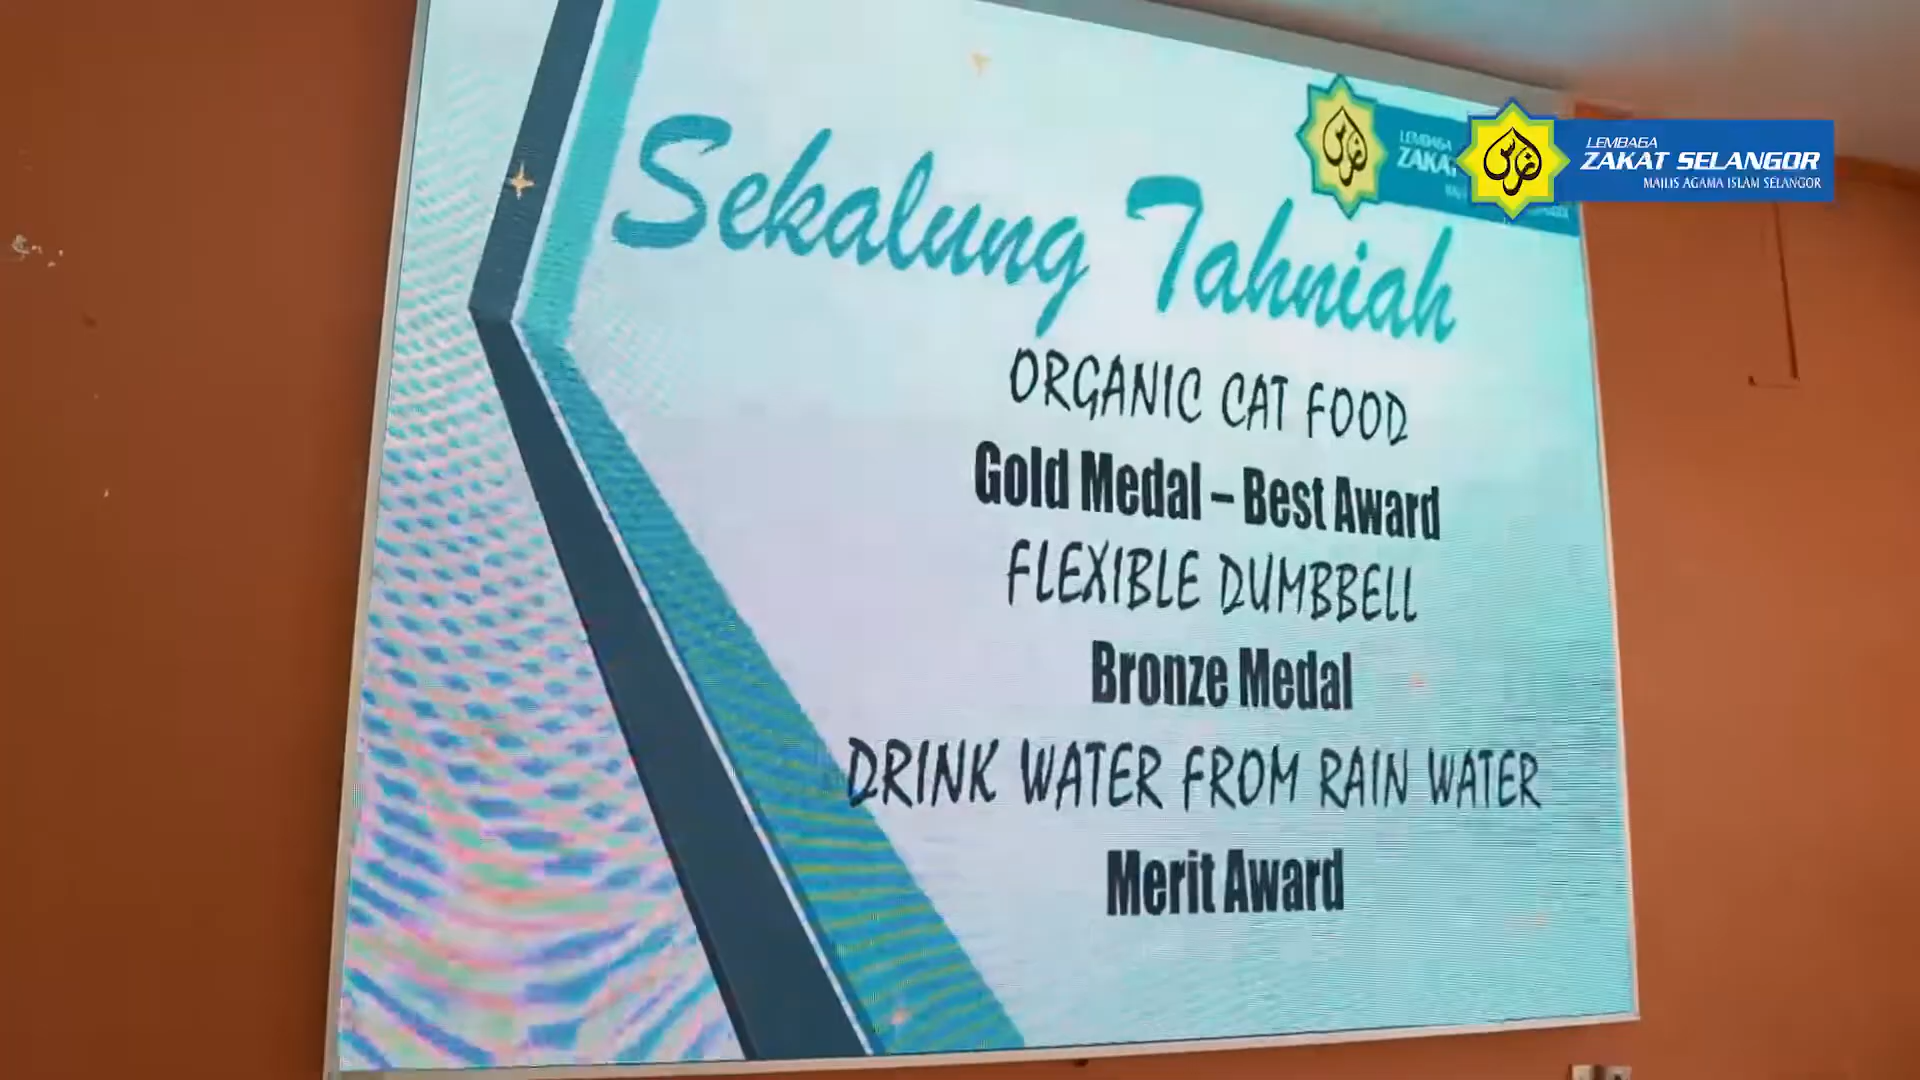 LEMBAGA
ZAKAT SELANGOR
MAJLIS AGAMA ISLAM SELANGOR
LEMBAGA
Sekalung Tahniah
ORGANIC CAT FOOD
Gold Medal – Best Award
FLEXIBLE DUMBBELL
Bronze Medal
DRINK WATER FROM RAIN WATER
Merit Award